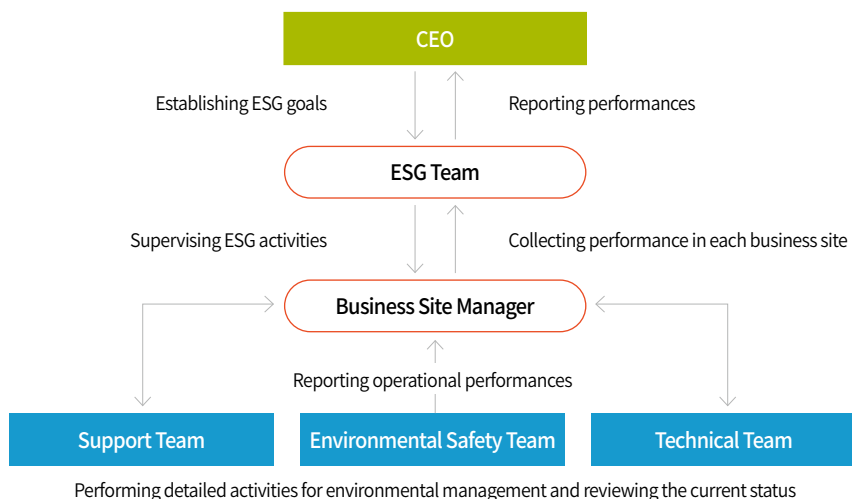 CEO
Establishing ESG goals
Reporting performances
ESG Team
Supervising ESG activities
Collecting performance in each business site
Business Site Manager
Reporting operational performances
Support Team
Environmental Safety Team
Technical Team
Performing detailed activities for environmental management and reviewing the current status